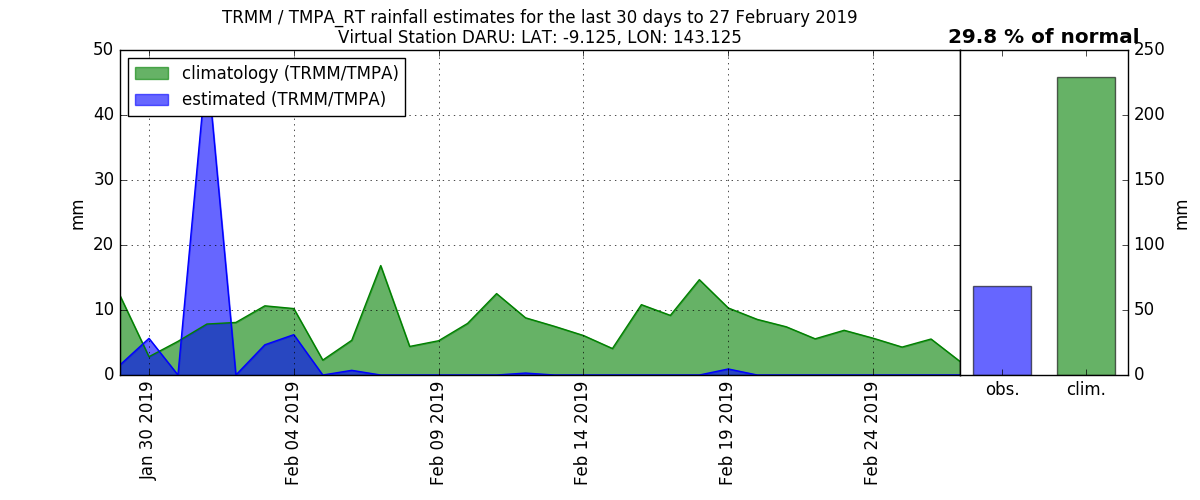 TRMM / TMPA_RT rainfall estimates for the last 30 days to 27 February 2019
Virtual Station DARU: LAT: -9.125, LON: 143.125
29.8 % of normal
climatology (TRMM/TMPA)
estimated (TRMM/TMPA)
mm
50
40
30
20
10
0
Jan 30 2019
Feb 04 2019
Feb 09 2019
Feb 14 2019
Feb 19 2019
Feb 24 2019
obs.
clim.
250
200
150
100
50
0
mm